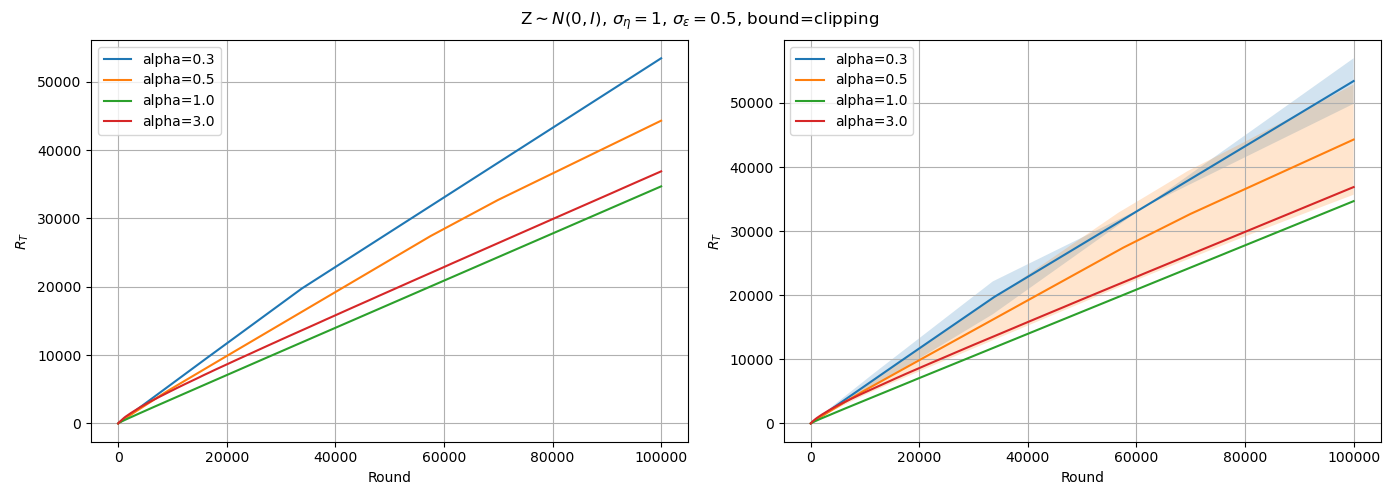 Z ∼ N(0, I), σ_η = 1, σ_ε = 0.5, bound=clipping
alpha=0.3
alpha=0.5
alpha=1.0
alpha=3.0
50000
40000
30000
20000
10000
0
R_T
0 20000 40000 60000 80000 100000
Round
alpha=0.3
alpha=0.5
alpha=1.0
alpha=3.0
50000
40000
30000
20000
10000
0
R_T
0 20000 40000 60000 80000 100000
Round